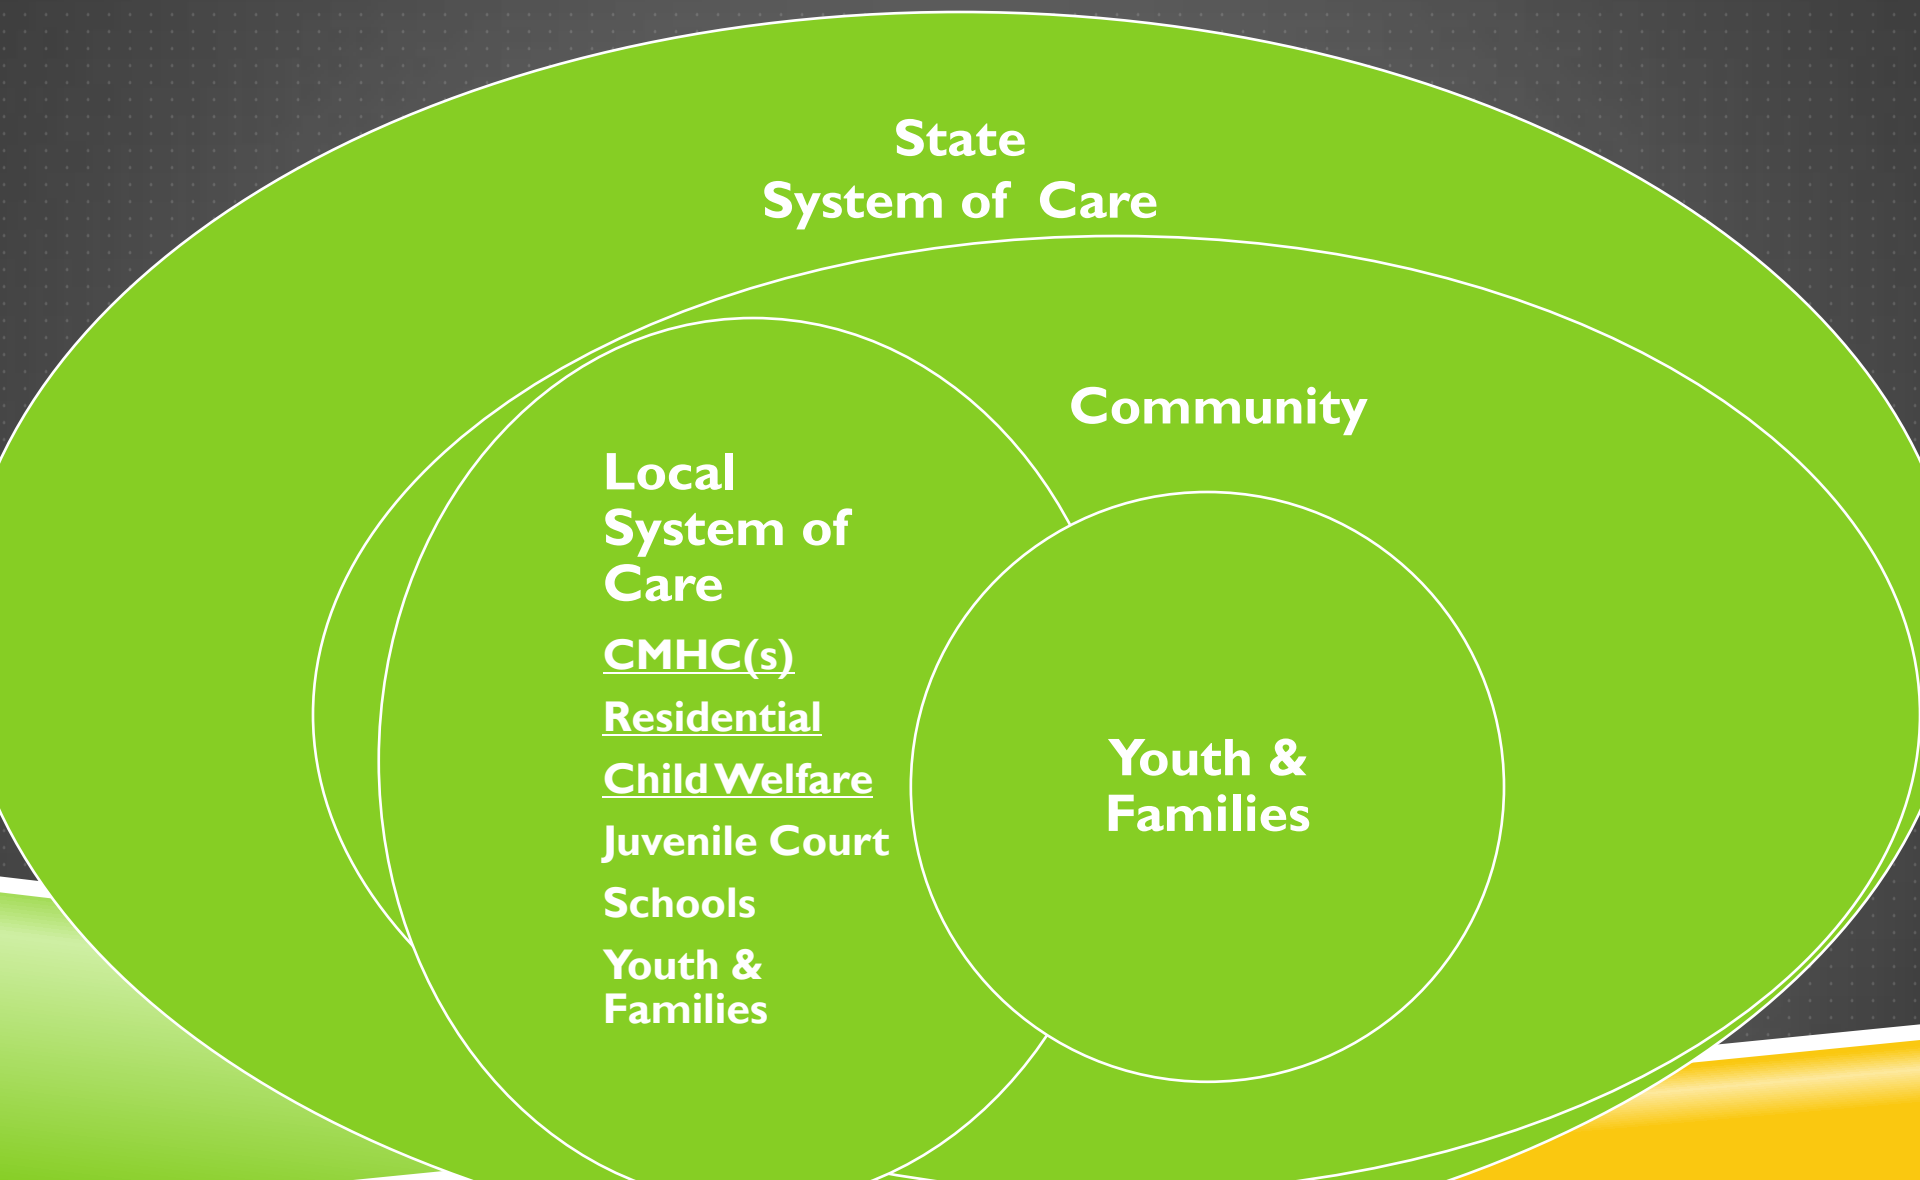 State
System of Care
Community
Local
System of
Care
CMHC(s)
Residential
Child Welfare
Juvenile Court
Schools
Youth &
Families
Youth &
Families